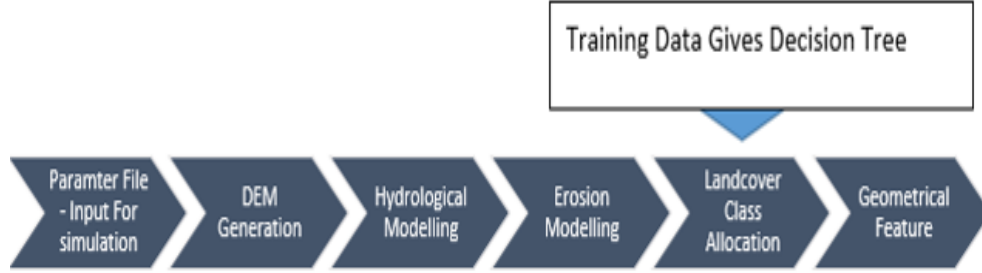 Training Data Gives Decision Tree
Paramter File
- Input For
simulation
DEM
Generation
Hydrological
Modelling
Erosion
Modelling
Landcover
Class
Allocation
Geometrical
Feature